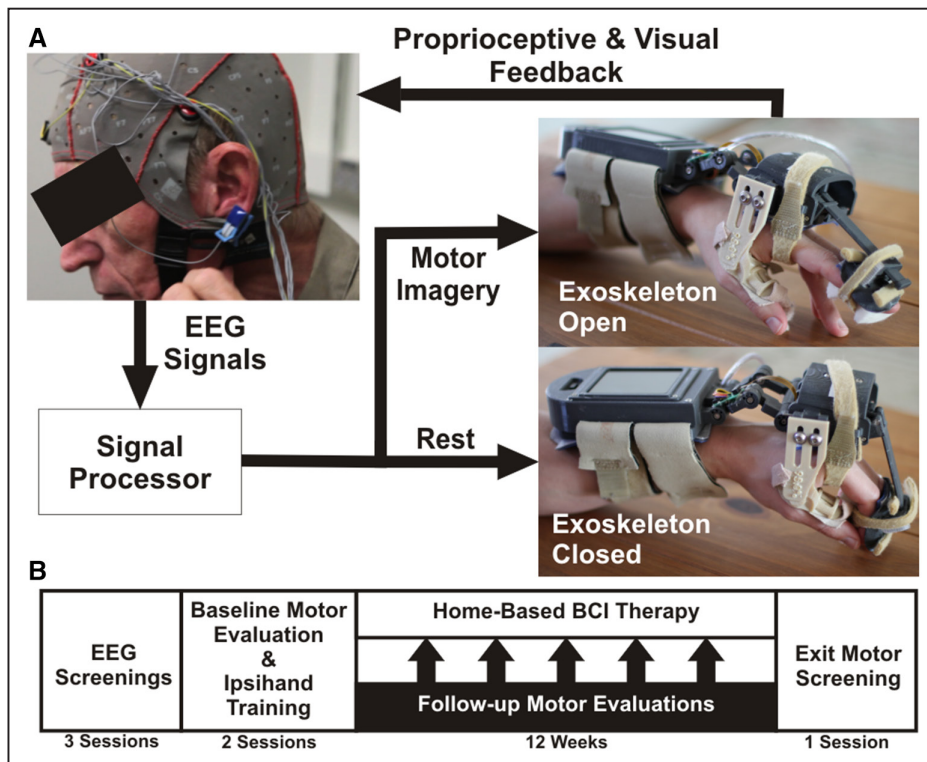 A
Proprioceptive & Visual
Feedback
EEG
Signals
Motor
Imagery
Exoskeleton
Open
Signal
Processor
Rest
Exoskeleton
Closed
B
EEG
Screenings
3 Sessions
Baseline Motor
Evaluation
&
Ipsihand
Training
2 Sessions
Home-Based BCI Therapy
Follow-up Motor Evaluations
12 Weeks
Exit Motor
Screening
1 Session